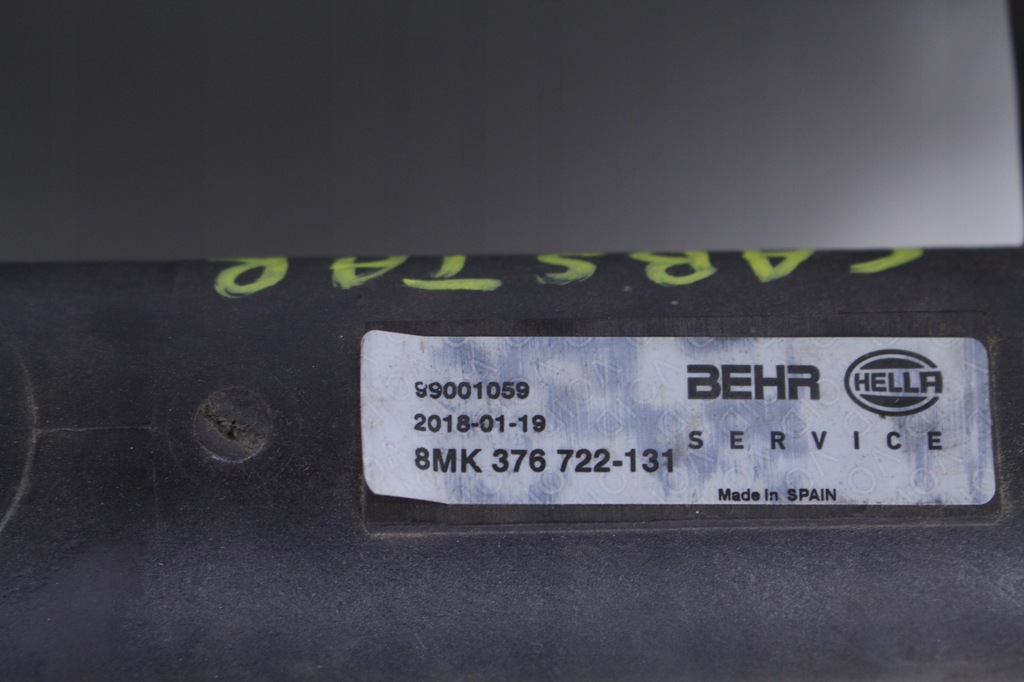 CARSTAR
99001059
2018-01-19
8MK 376 722-131
BEHR HELLA
SERVICE
Made in SPAIN